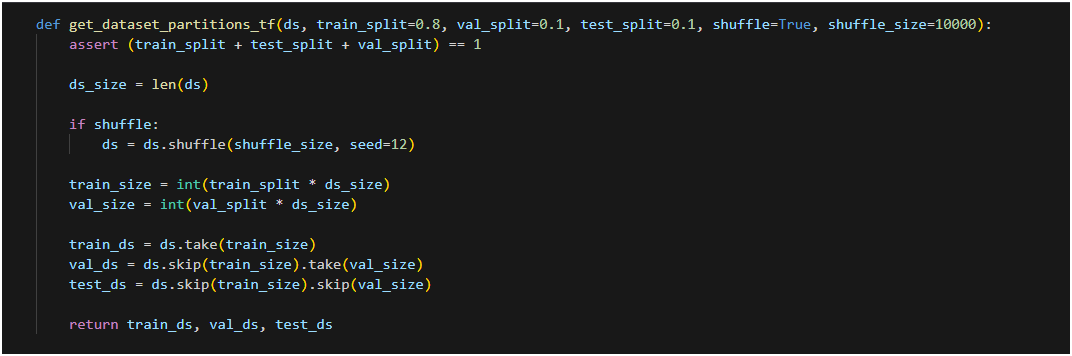 def get_dataset_partitions_tf(ds, train_split=0.8, val_split=0.1, test_split=0.1, shuffle=True, shuffle_size=10000):
    assert (train_split + test_split + val_split) == 1

    ds_size = len(ds)

    if shuffle:
        ds = ds.shuffle(shuffle_size, seed=12)

    train_size = int(train_split * ds_size)
    val_size = int(val_split * ds_size)

    train_ds = ds.take(train_size)
    val_ds = ds.skip(train_size).take(val_size)
    test_ds = ds.skip(train_size).skip(val_size)

    return train_ds, val_ds, test_ds